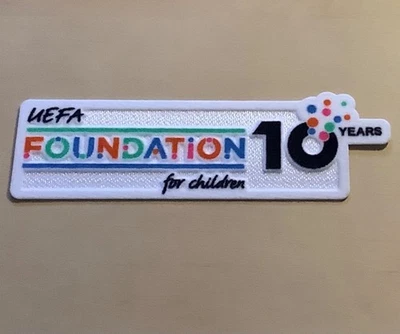 UEFA
FOUNDATION
for children
10 YEARS